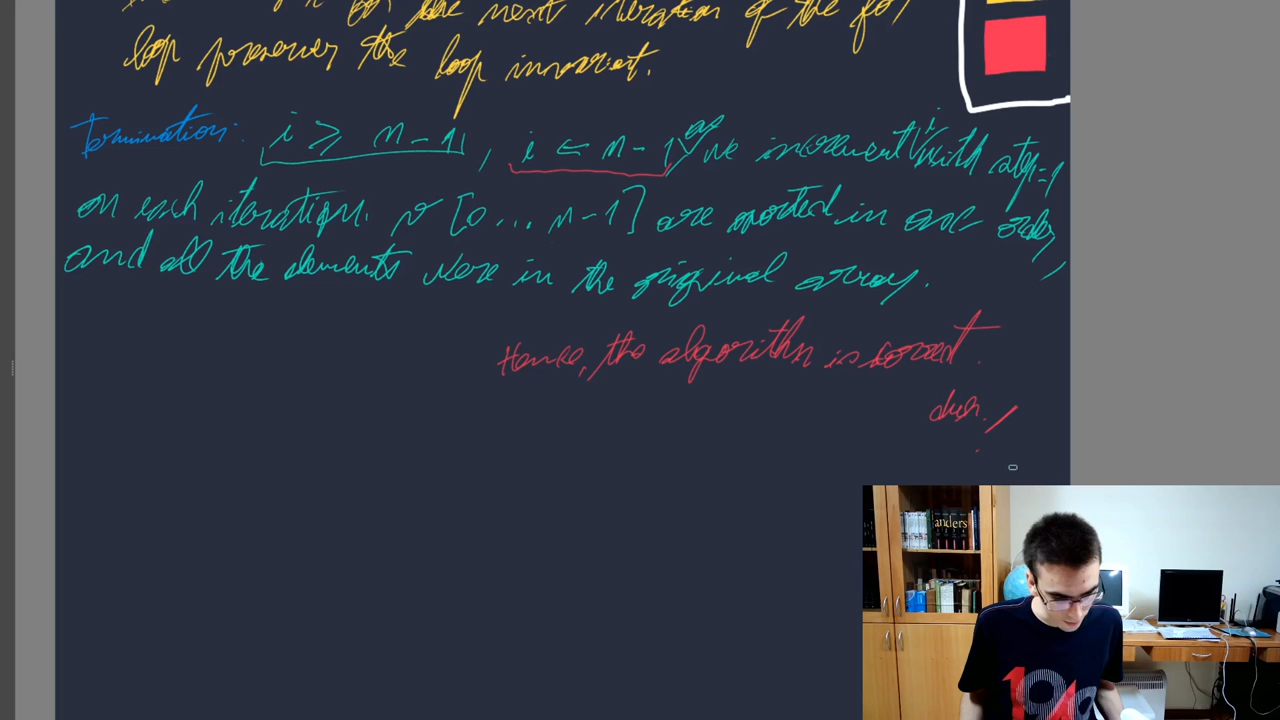 for the next iteration of the for
loop preserves the loop invariant.
Termination: i ⩾ n - 1, i = n - 1, as we increment i with step=1
on each iteration. [0 ... n - 1] are sorted in asc order,
and all the elements were in the original array.
Hence, the algorithm is correct.
anders